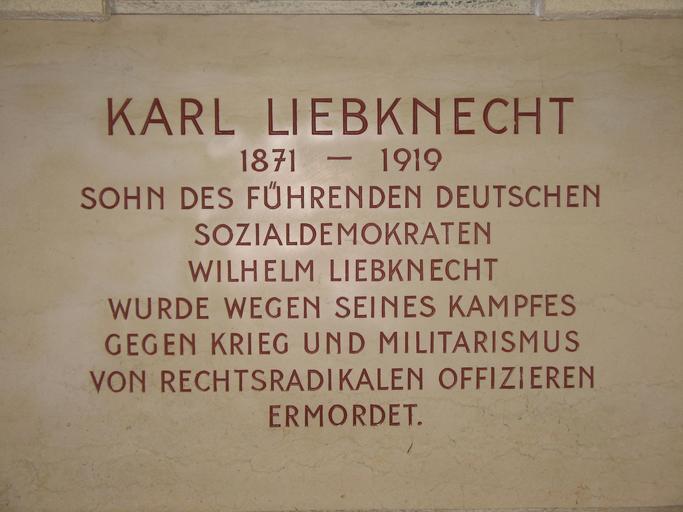 KARL LIEBKNECHT
1871 – 1919
SOHN DES FÜHRENDEN DEUTSCHEN
SOZIALDEMOKRATEN
WILHELM LIEBKNECHT
WURDE WEGEN SEINES KAMPFES
GEGEN KRIEG UND MILITARISMUS
VON RECHTSRADIKALEN OFFIZIEREN
ERMORDET.